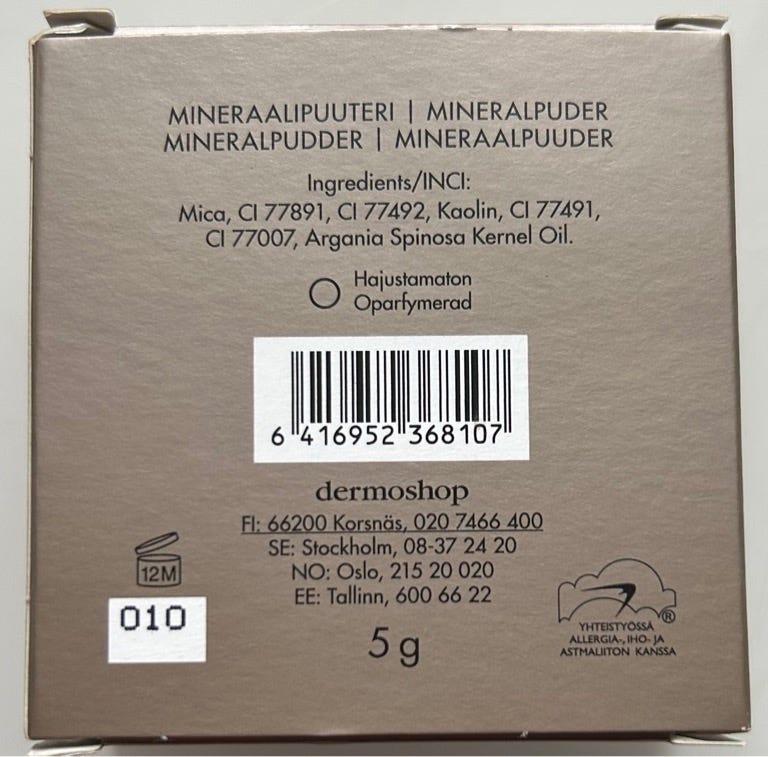 MINERAALIPUUTERI | MINERALPUDER
MINERALPUDDER | MINERAALPUUDER
Ingredients/INCI:
Mica, CI 77891, CI 77492, Kaolin, CI 77491,
CI 77007, Argania Spinosa Kernel Oil.
Hajustamaton
Oparfymerad
6 416952 368107
dermoshop
FI: 66200 Korsnäs, 020 7466 400
SE: Stockholm, 08-37 24 20
NO: Oslo, 215 20 020
EE: Tallinn, 600 66 22
12M
010
5 g
®
YHTEISTYÖSSÄ
ALLERGIA-, IHO- JA
ASTMALIITON KANSSA